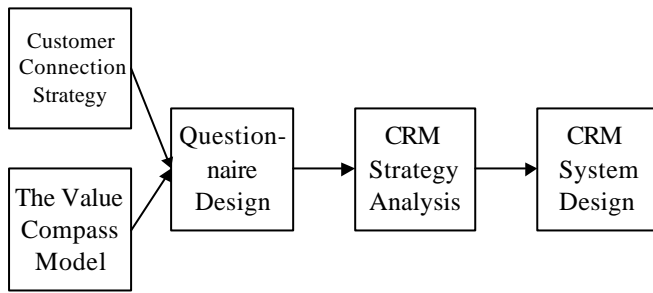 Customer
Connection
Strategy
The Value
Compass
Model
Question-
naire
Design
CRM
Strategy
Analysis
CRM
System
Design